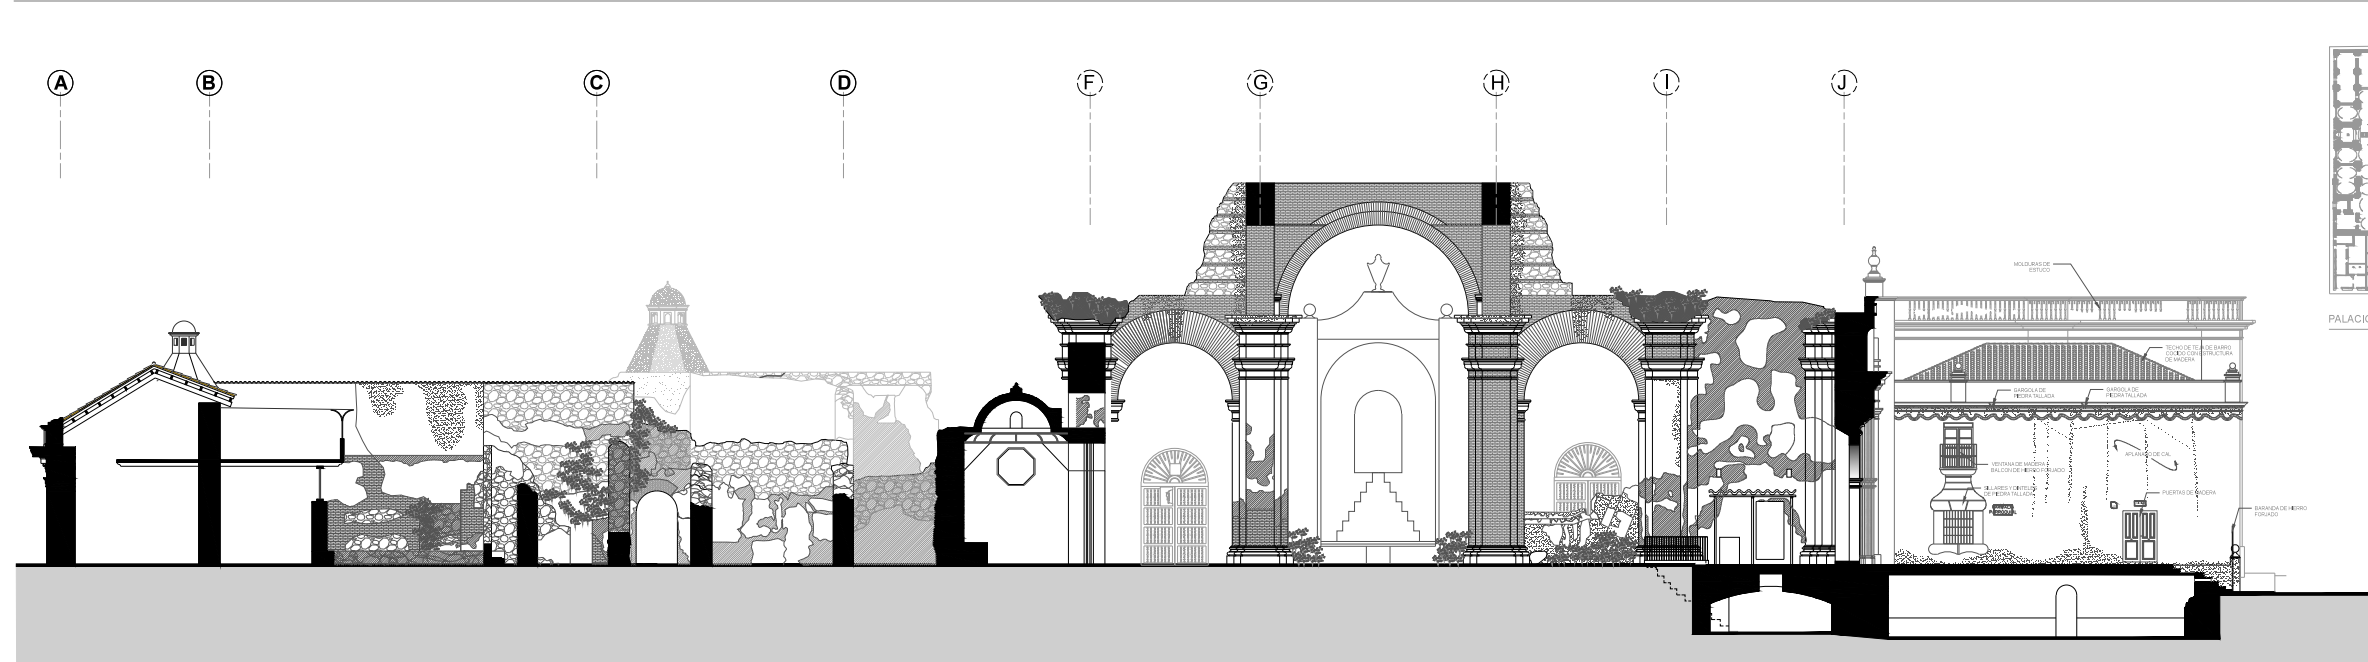 A B C D F G H I J
MOLDURAS DE
ESTUCO
PALACIO
TECHO DE TEJA DE BARRO
COCIDO CON ESTRUCTURA
DE MADERA
GARGOLA DE
PIEDRA TALLADA
GARGOLA DE
PIEDRA TALLADA
APLANADO DE CAL
VENTANA DE MADERA
BALCON DE HIERRO FORJADO
SILLARES Y DINTELES
DE PIEDRA TALLADA
PUERTAS DE MADERA
BARANDA DE HIERRO
FORJADO